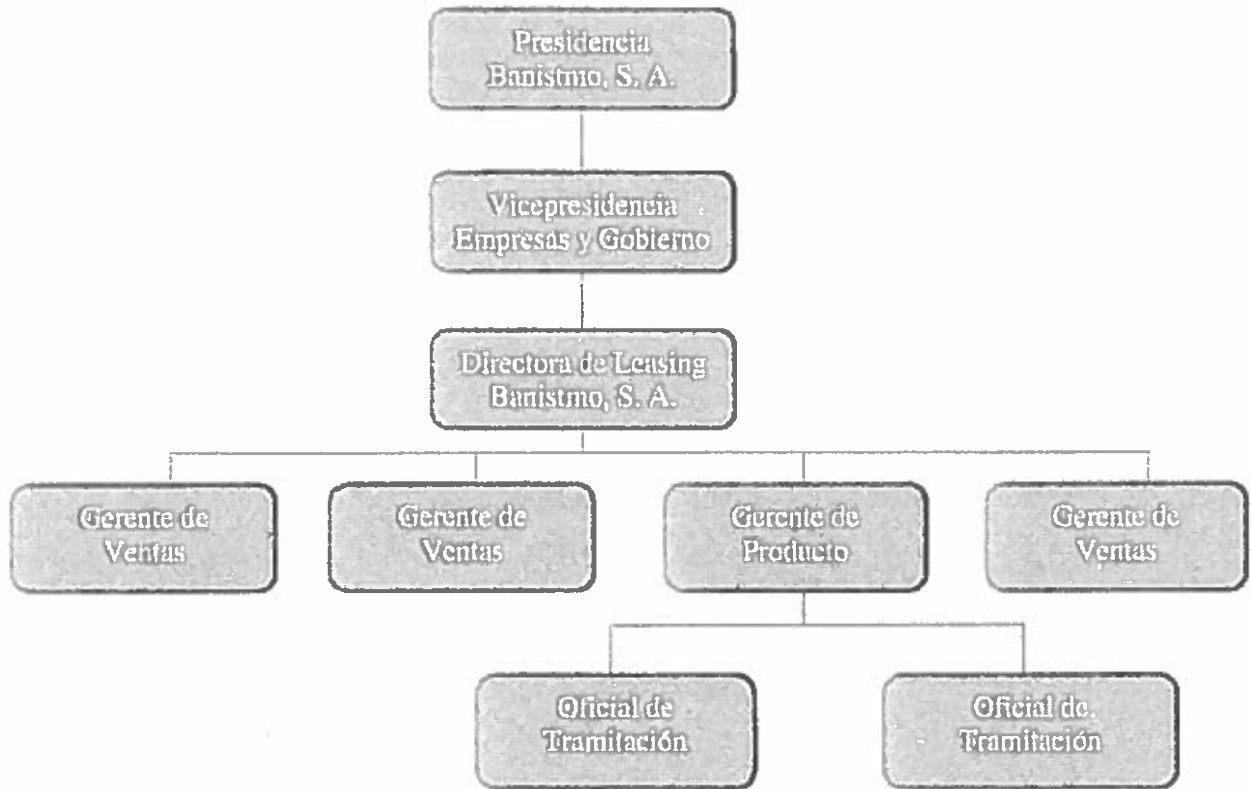 Presidencia
Banistmo, S. A.
Vicepresidencia
Empresas y Gobierno
Directora de Leasing
Banistmo, S. A.
Gerente de
Ventas
Gerente de
Ventas
Gerente de
Producto
Gerente de
Ventas
Oficial de
Tramitación
Oficial de
Tramitación